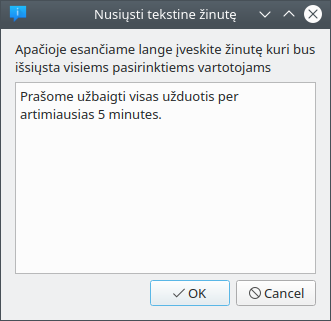 Nusiųsti tekstine žinutę
Apačioje esančiame lange įveskite žinutę kuri bus
išsiųsta visiems pasirinktiems vartotojams
Prašome užbaigti visas užduotis per
artimiausias 5 minutes.
OK
Cancel